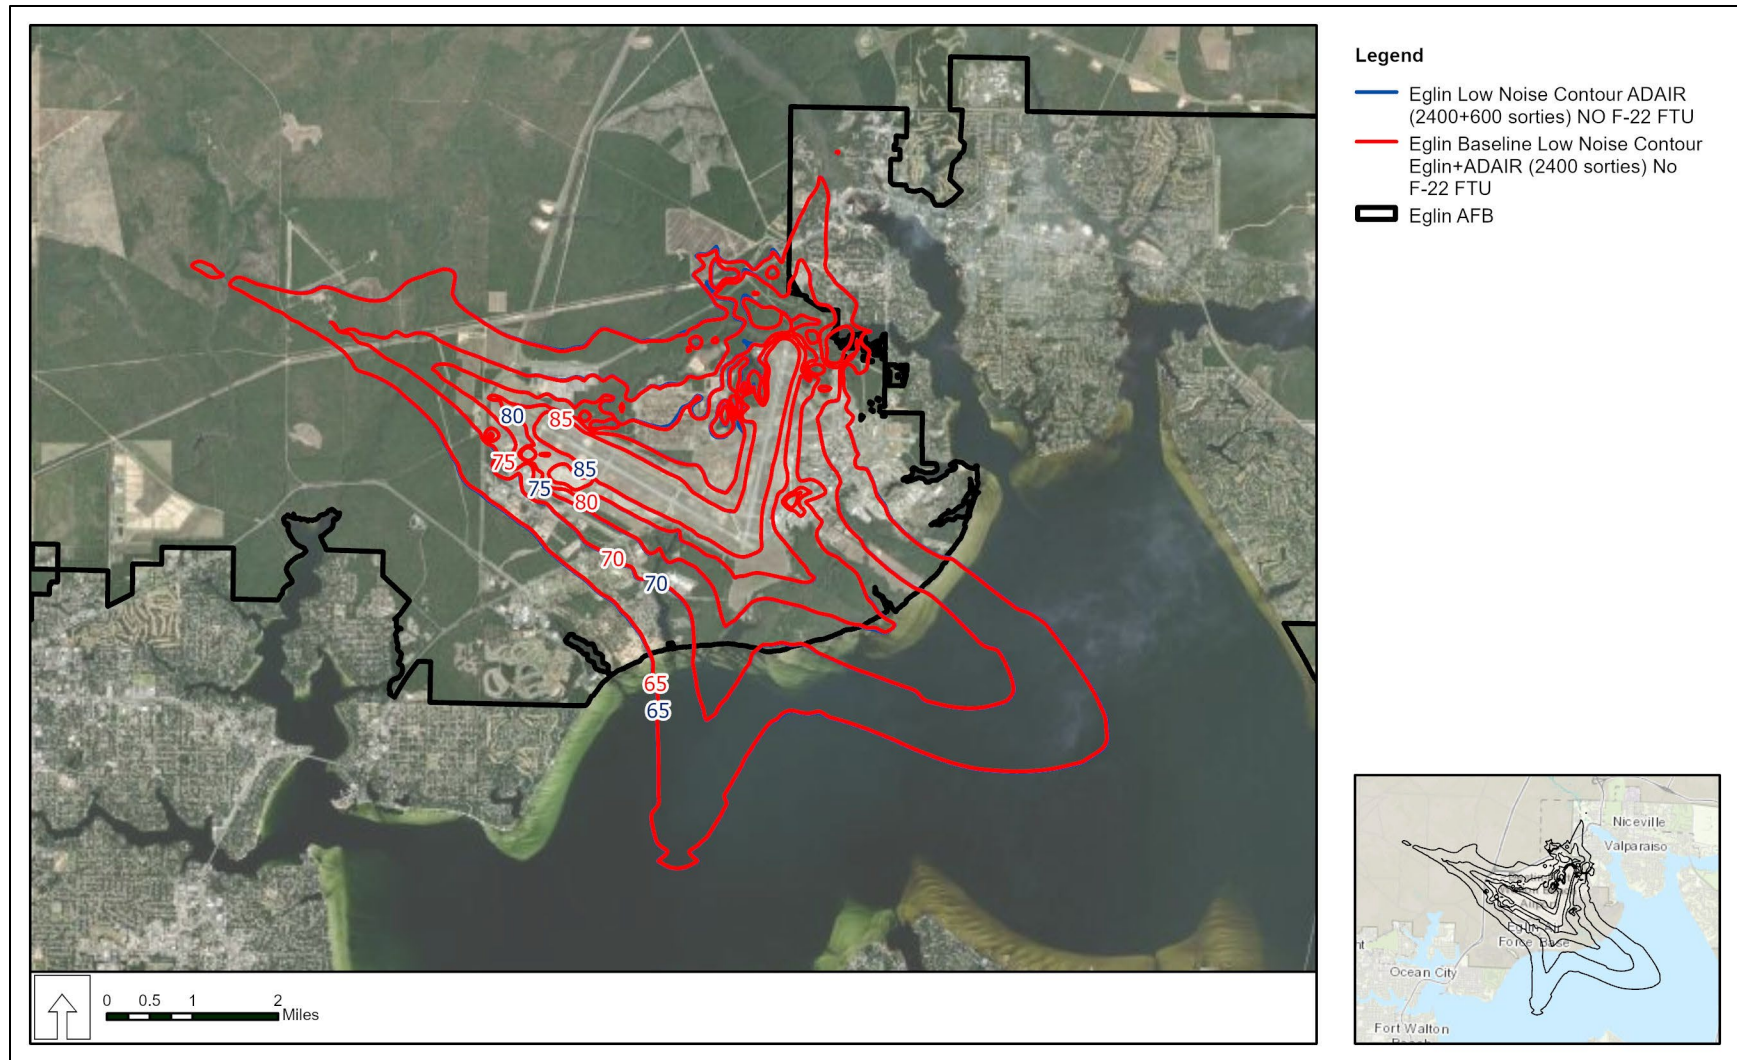 Legend
Eglin Low Noise Contour ADAIR
(2400+600 sorties) NO F-22 FTU
Eglin Baseline Low Noise Contour
Eglin+ADAIR (2400 sorties) No
F-22 FTU
Eglin AFB
80
85
75
85
75
80
70
70
65
65
0 0.5 1 2
Miles
Niceville
Valparaiso
Eglin Air
Force Base
Ocean City
Fort Walton
Beach